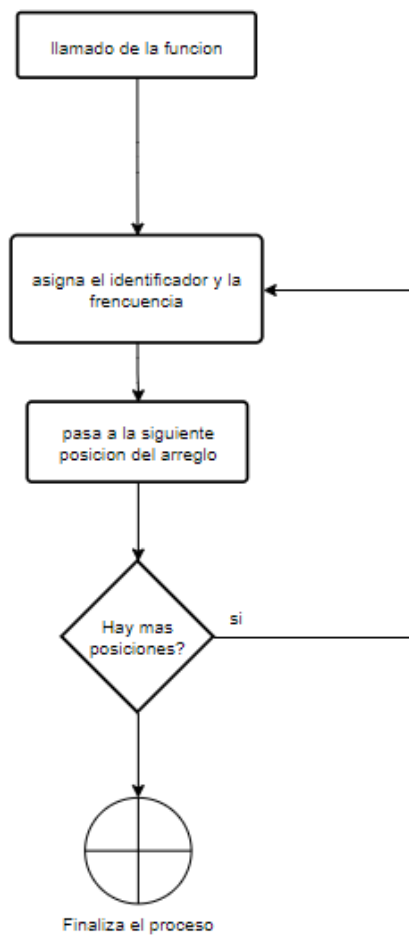 llamado de la funcion
asigna el identificador y la
frencuencia
pasa a la siguiente
posicion del arreglo
Hay mas
posiciones?
si
Finaliza el proceso